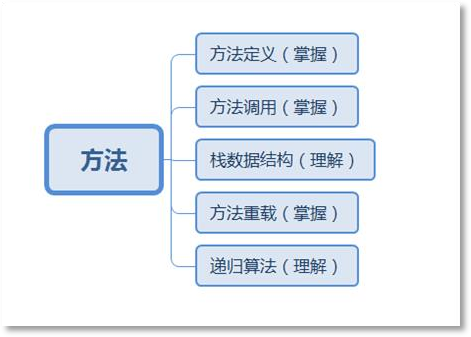 方法
方法定义（掌握）
方法调用（掌握）
栈数据结构（理解）
方法重载（掌握）
递归算法（理解）